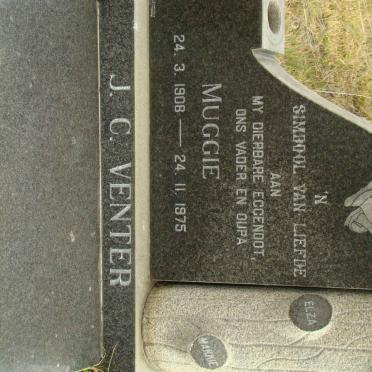 'N
SIMBOOL VAN LIEFDE
AAN
MY DIERBARE EGGENOOT
ONS VADER EN OUPA
MUGGIE
24. 3. 1908 — 24. 11. 1975
J. C. VENTER
ELZA
MANNIE